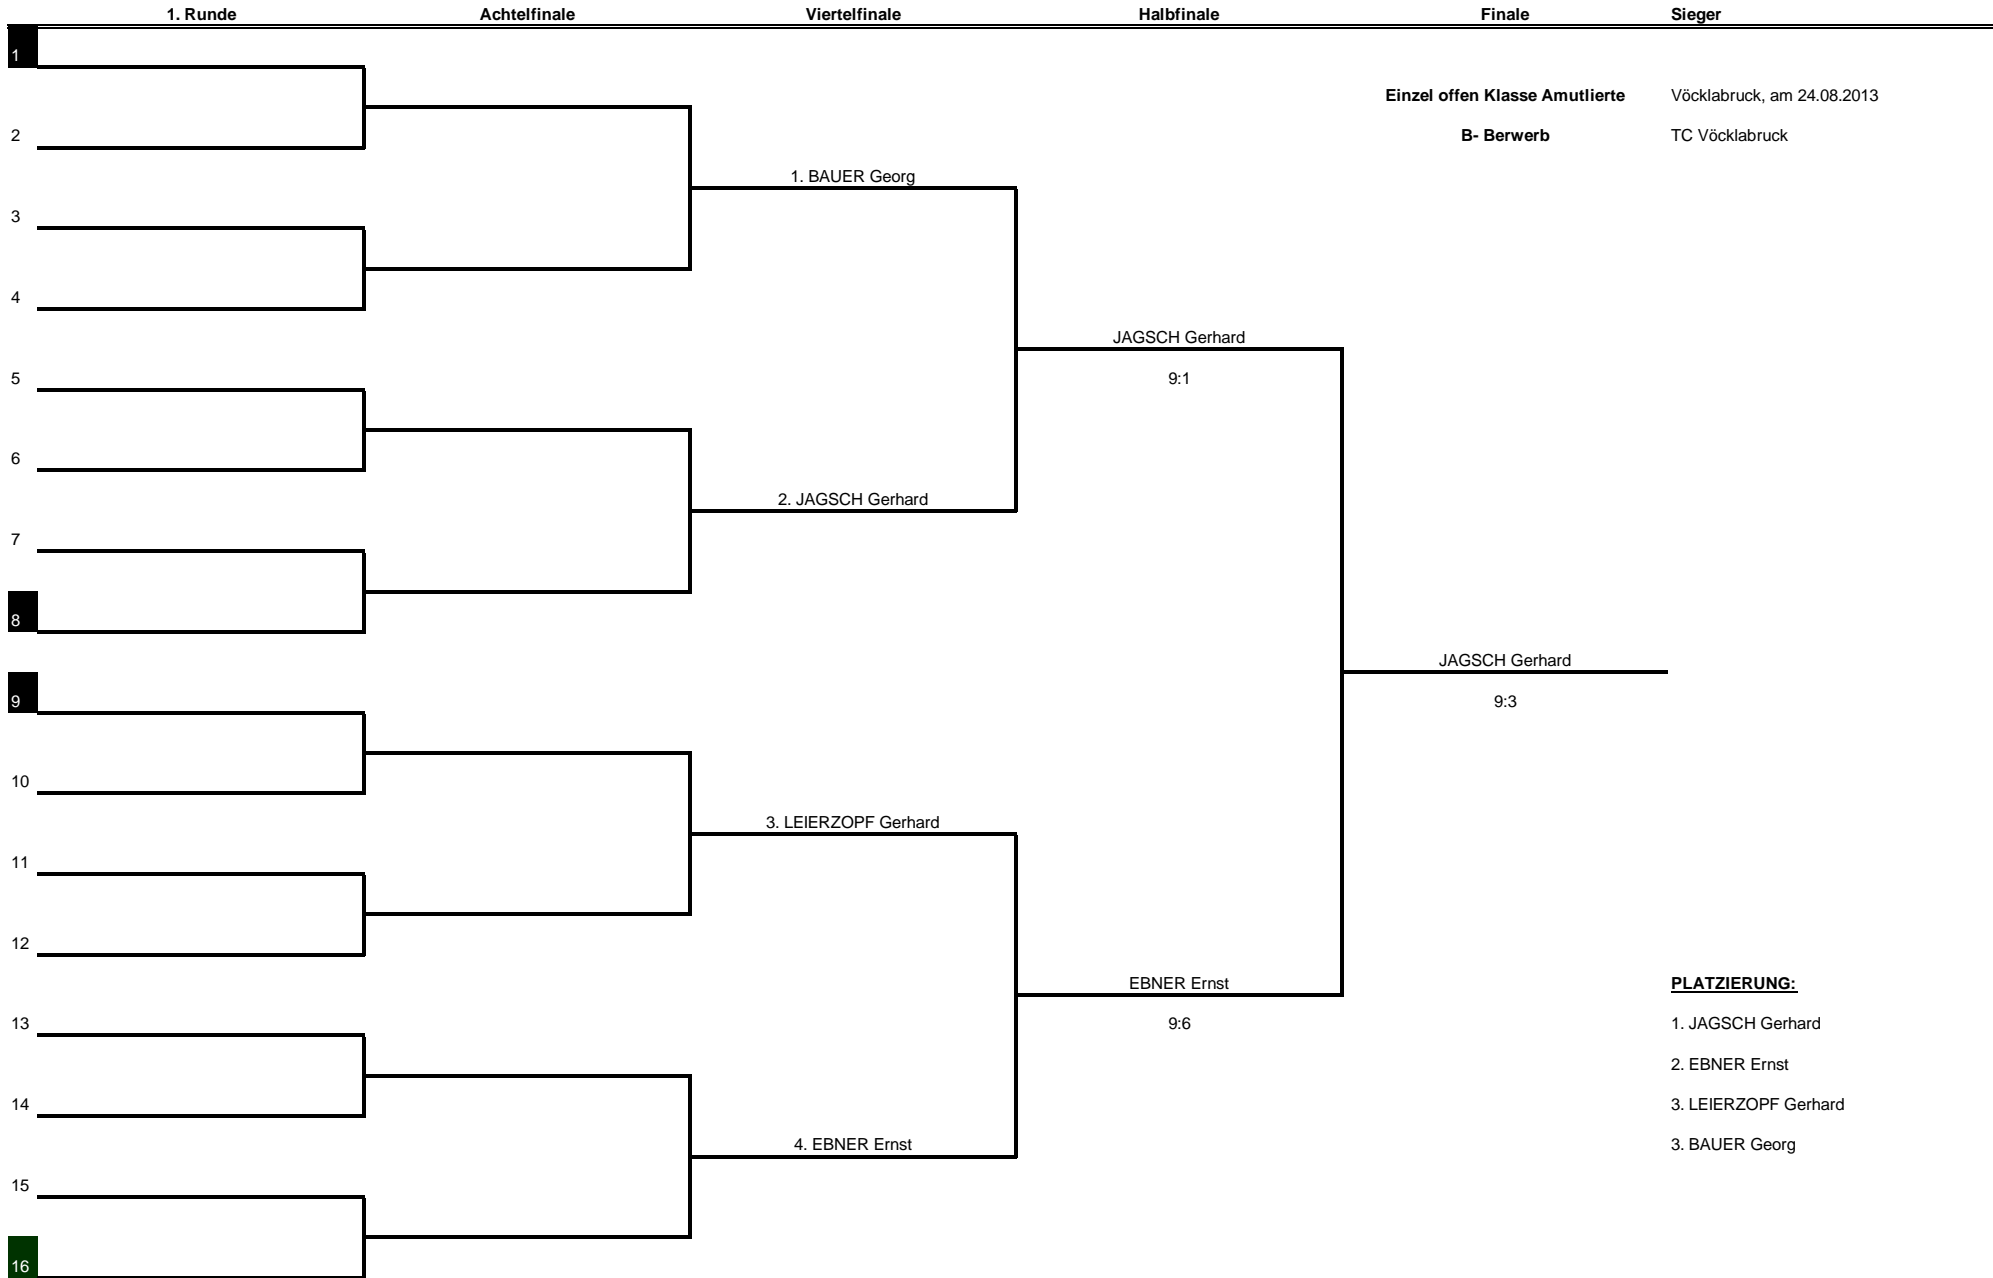 1. Runde Achtelfinale Viertelfinale Halbfinale Finale Sieger
1
Einzel offen Klasse Amutlierte Vöcklabruck, am 24.08.2013
2 B- Berwerb TC Vöcklabruck
1. BAUER Georg
3
4
JAGSCH Gerhard
5 9:1
6
2. JAGSCH Gerhard
7
8
JAGSCH Gerhard
9 9:3
10
3. LEIERZOPF Gerhard
11
12
EBNER Ernst PLATZIERUNG:
13 9:6 1. JAGSCH Gerhard
2. EBNER Ernst
14 3. LEIERZOPF Gerhard
4. EBNER Ernst 3. BAUER Georg
15
16